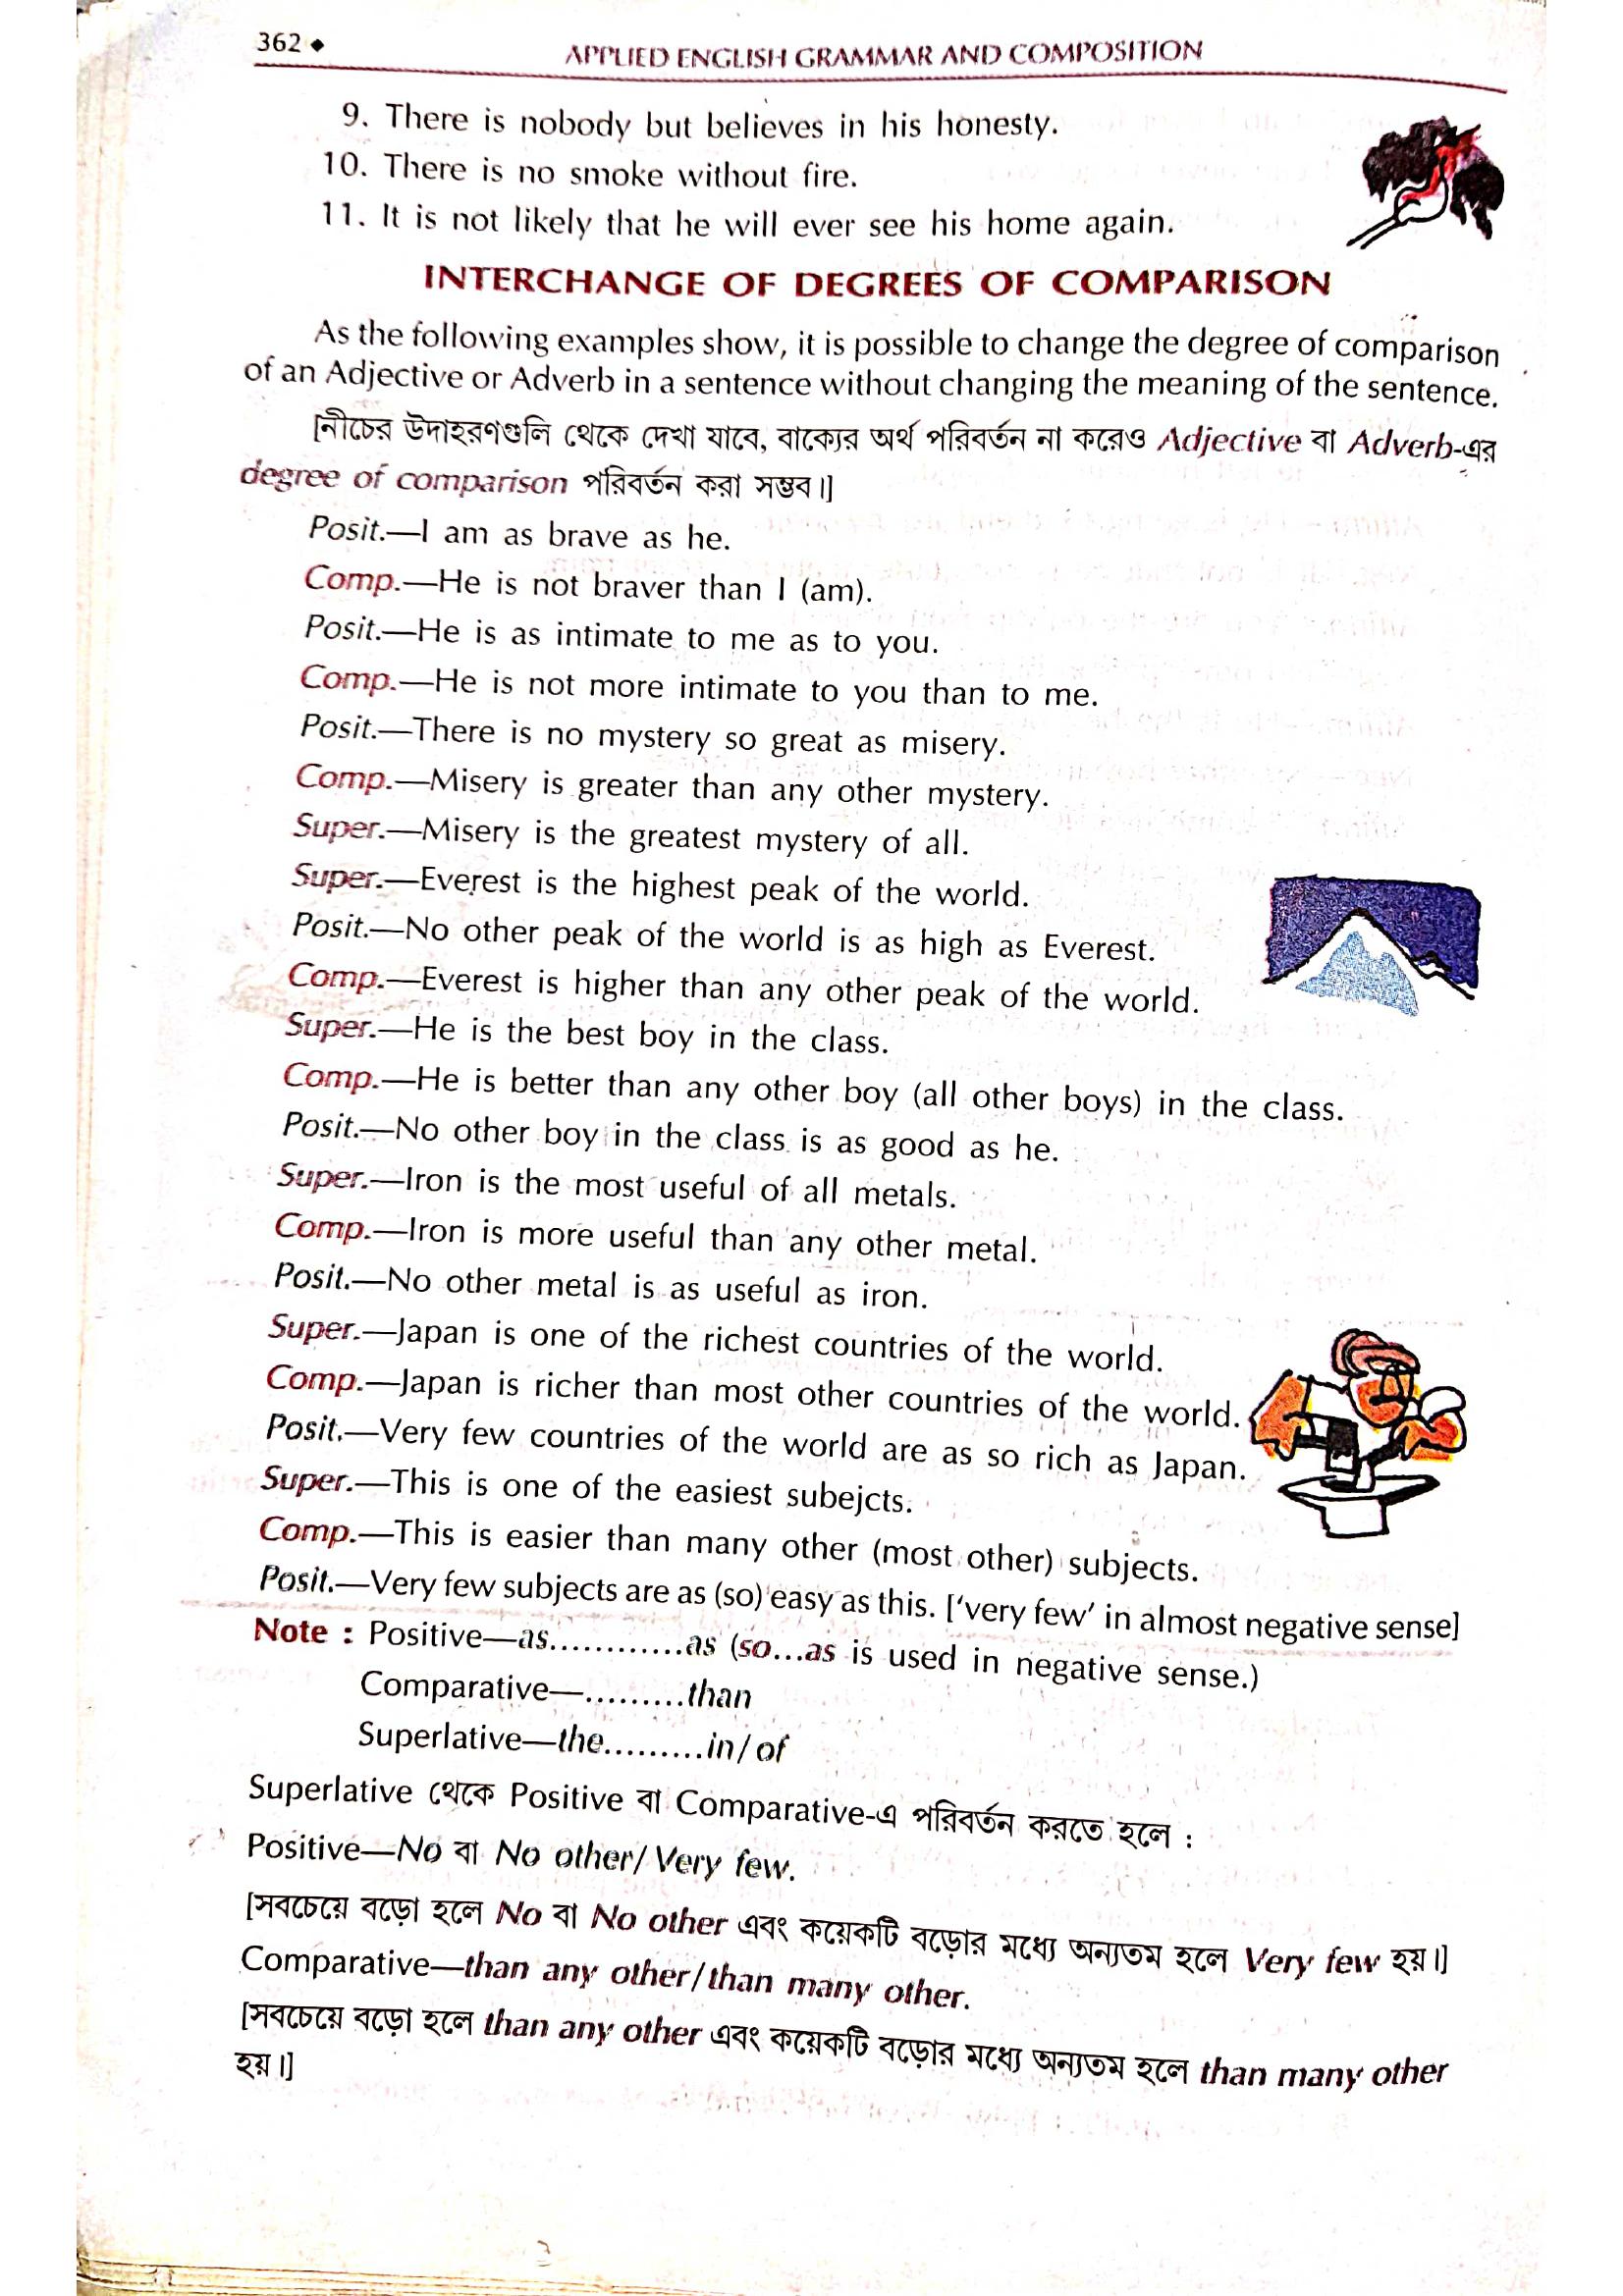 362 ◆
APPLIED ENGLISH GRAMMAR AND COMPOSITION
9. There is nobody but believes in his honesty.
10. There is no smoke without fire.
11. It is not likely that he will ever see his home again.
INTERCHANGE OF DEGREES OF COMPARISON
As the following examples show, it is possible to change the degree of comparison
of an Adjective or Adverb in a sentence without changing the meaning of the sentence.
[নীচের উদাহরণগুলি থেকে দেখা যাবে, বাক্যের অর্থ পরিবর্তন না করেও Adjective বা Adverb-এর
degree of comparison পরিবর্তন করা সম্ভব।]
Posit.—I am as brave as he.
Comp.—He is not braver than I (am).
Posit.—He is as intimate to me as to you.
Comp.—He is not more intimate to you than to me.
Posit.—There is no mystery so great as misery.
Comp.—Misery is greater than any other mystery.
Super.—Misery is the greatest mystery of all.
Super.—Everest is the highest peak of the world.
Posit.—No other peak of the world is as high as Everest.
Comp.—Everest is higher than any other peak of the world.
Super.—He is the best boy in the class.
Comp.—He is better than any other boy (all other boys) in the class.
Posit.—No other boy in the class is as good as he.
Super.—Iron is the most useful of all metals.
Comp.—Iron is more useful than any other metal.
Posit.—No other metal is as useful as iron.
Super.—Japan is one of the richest countries of the world.
Comp.—Japan is richer than most other countries of the world.
Posit.—Very few countries of the world are as so rich as Japan.
Super.—This is one of the easiest subejcts.
Comp.—This is easier than many other (most other) subjects.
Posit.—Very few subjects are as (so) easy as this. ['very few' in almost negative sense]
Note : Positive—as............as (so...as is used in negative sense.)
Comparative—.........than
Superlative—the.........in/of
Superlative থেকে Positive বা Comparative-এ পরিবর্তন করতে হলে :
Positive—No বা No other/Very few.
[সবচেয়ে বড়ো হলে No বা No other এবং কয়েকটি বড়োর মধ্যে অন্যতম হলে Very few হয়।]
Comparative—than any other/than many other.
[সবচেয়ে বড়ো হলে than any other এবং কয়েকটি বড়োর মধ্যে অন্যতম হলে than many other
হয়।]